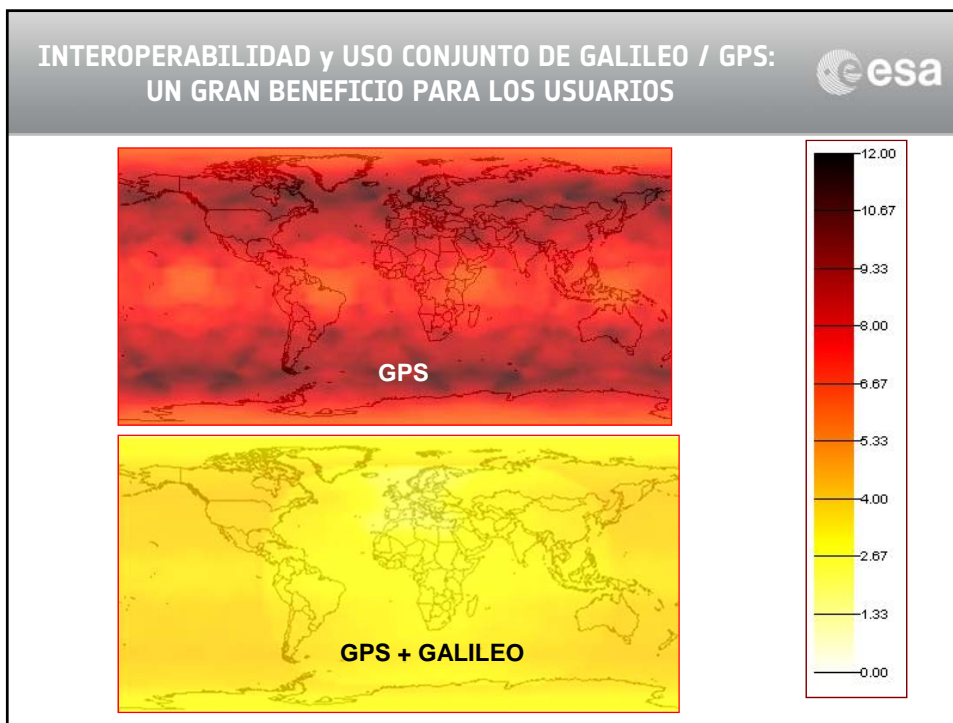 INTEROPERABILIDAD y USO CONJUNTO DE GALILEO / GPS:
UN GRAN BENEFICIO PARA LOS USUARIOS
esa
GPS
GPS + GALILEO
12.00
10.67
9.33
8.00
6.67
5.33
4.00
2.67
1.33
0.00